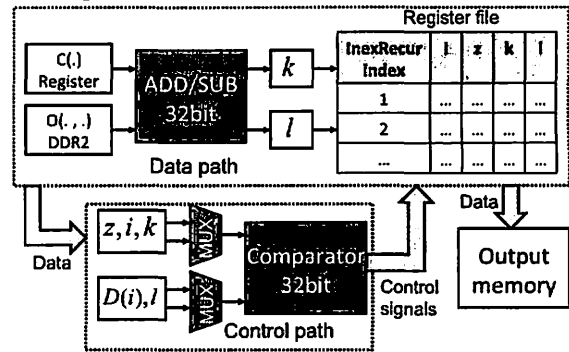 Register file
C(.)
Register
ADD/SUB
32bit
k
InexRecur
Index
i
z
k
l
O(. , .)
DDR2
l
1
... ... ... ...
2
... ... ... ...
...
... ... ... ...
Data path
Data
z, i, k
MUX
Comparator
32bit
D(i), l
MUX
Control path
Control
signals
Data
Output
memory